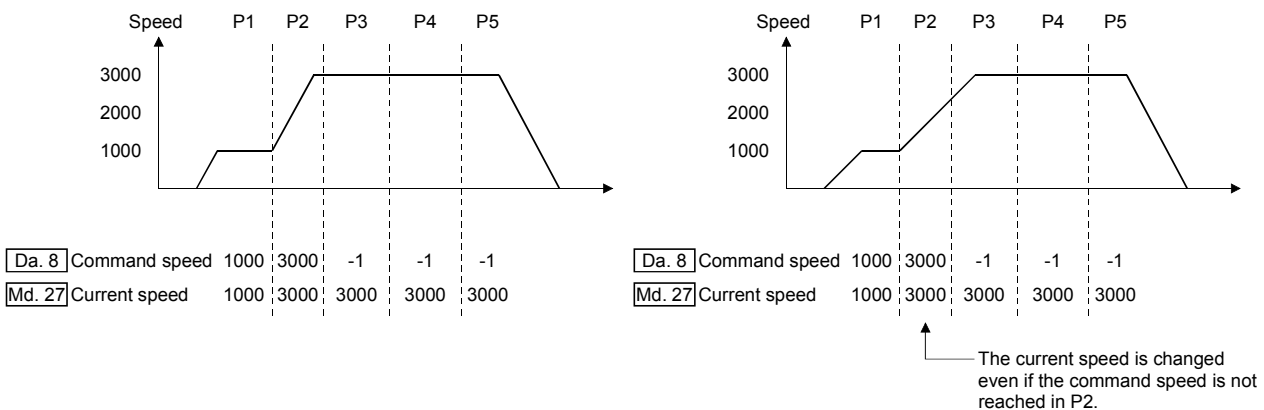 Speed P1 P2 P3 P4 P5
3000
2000
1000
Da. 8 Command speed 1000 3000 -1 -1 -1
Md. 27 Current speed 1000 3000 3000 3000 3000
Speed P1 P2 P3 P4 P5
3000
2000
1000
Da. 8 Command speed 1000 3000 -1 -1 -1
Md. 27 Current speed 1000 3000 3000 3000 3000
The current speed is changed
even if the command speed is not
reached in P2.